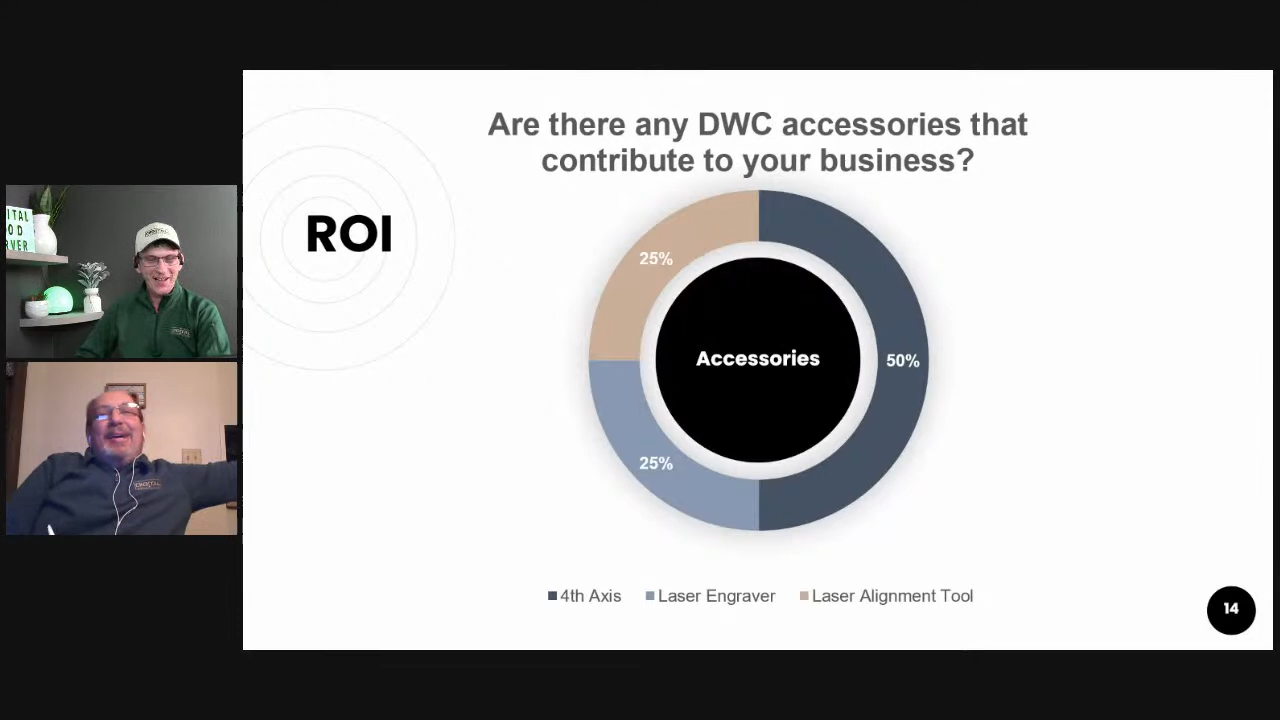 Are there any DWC accessories that
contribute to your business?
ROI
25%
Accessories
50%
25%
4th Axis
Laser Engraver
Laser Alignment Tool
14